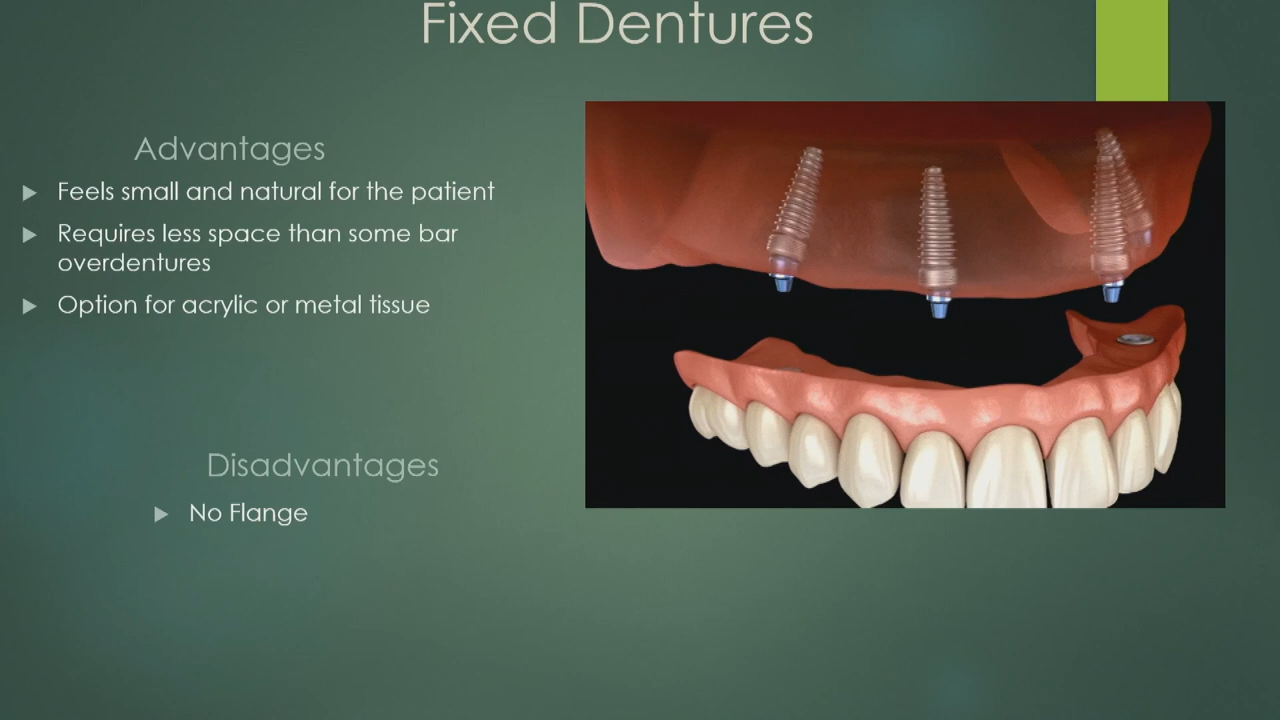 Fixed Dentures
Advantages
Feels small and natural for the patient
Requires less space than some bar
overdentures
Option for acrylic or metal tissue
Disadvantages
No Flange